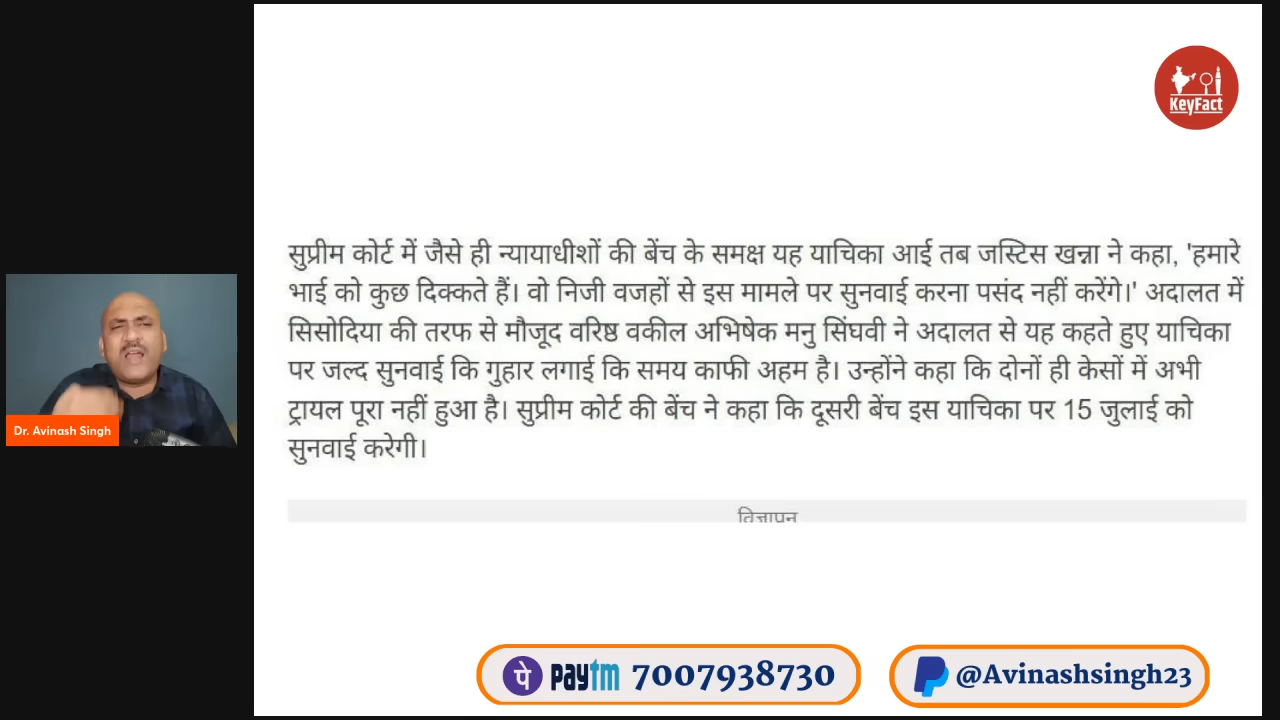 KeyFact
सुप्रीम कोर्ट में जैसे ही न्यायाधीशों की बेंच के समक्ष यह याचिका आई तब जस्टिस खन्ना ने कहा, 'हमारे
भाई को कुछ दिक्कते हैं। वो निजी वजहों से इस मामले पर सुनवाई करना पसंद नहीं करेंगे।' अदालत में
सिसोदिया की तरफ से मौजूद वरिष्ठ वकील अभिषेक मनु सिंघवी ने अदालत से यह कहते हुए याचिका
पर जल्द सुनवाई कि गुहार लगाई कि समय काफी अहम है। उन्होंने कहा कि दोनों ही केसों में अभी
ट्रायल पूरा नहीं हुआ है। सुप्रीम कोर्ट की बेंच ने कहा कि दूसरी बेंच इस याचिका पर 15 जुलाई को
सुनवाई करेगी।
विज्ञापन
Dr. Avinash Singh
पे paytm 7007938730
@Avinashsingh23